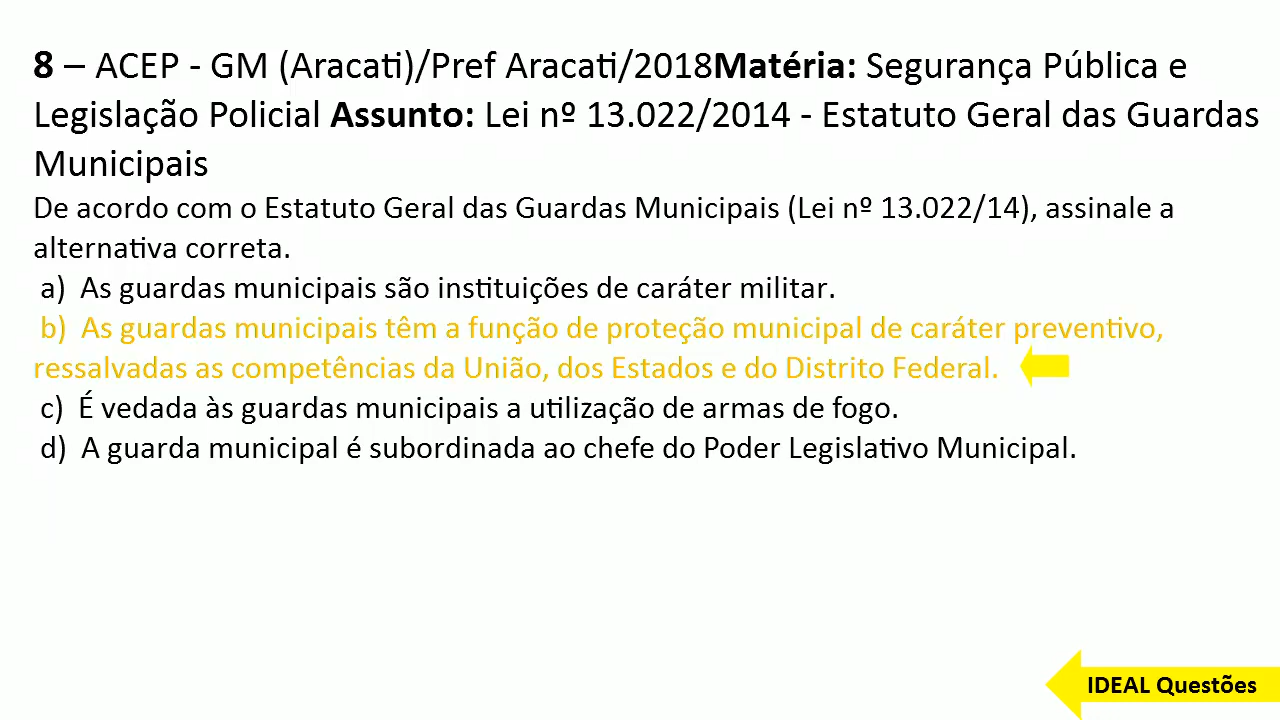 8 – ACEP - GM (Aracati)/Pref Aracati/2018Matéria: Segurança Pública e
Legislação Policial Assunto: Lei nº 13.022/2014 - Estatuto Geral das Guardas
Municipais
De acordo com o Estatuto Geral das Guardas Municipais (Lei nº 13.022/14), assinale a
alternativa correta.
a) As guardas municipais são instituições de caráter militar.
b) As guardas municipais têm a função de proteção municipal de caráter preventivo,
ressalvadas as competências da União, dos Estados e do Distrito Federal.
c) É vedada às guardas municipais a utilização de armas de fogo.
d) A guarda municipal é subordinada ao chefe do Poder Legislativo Municipal.
IDEAL Questões